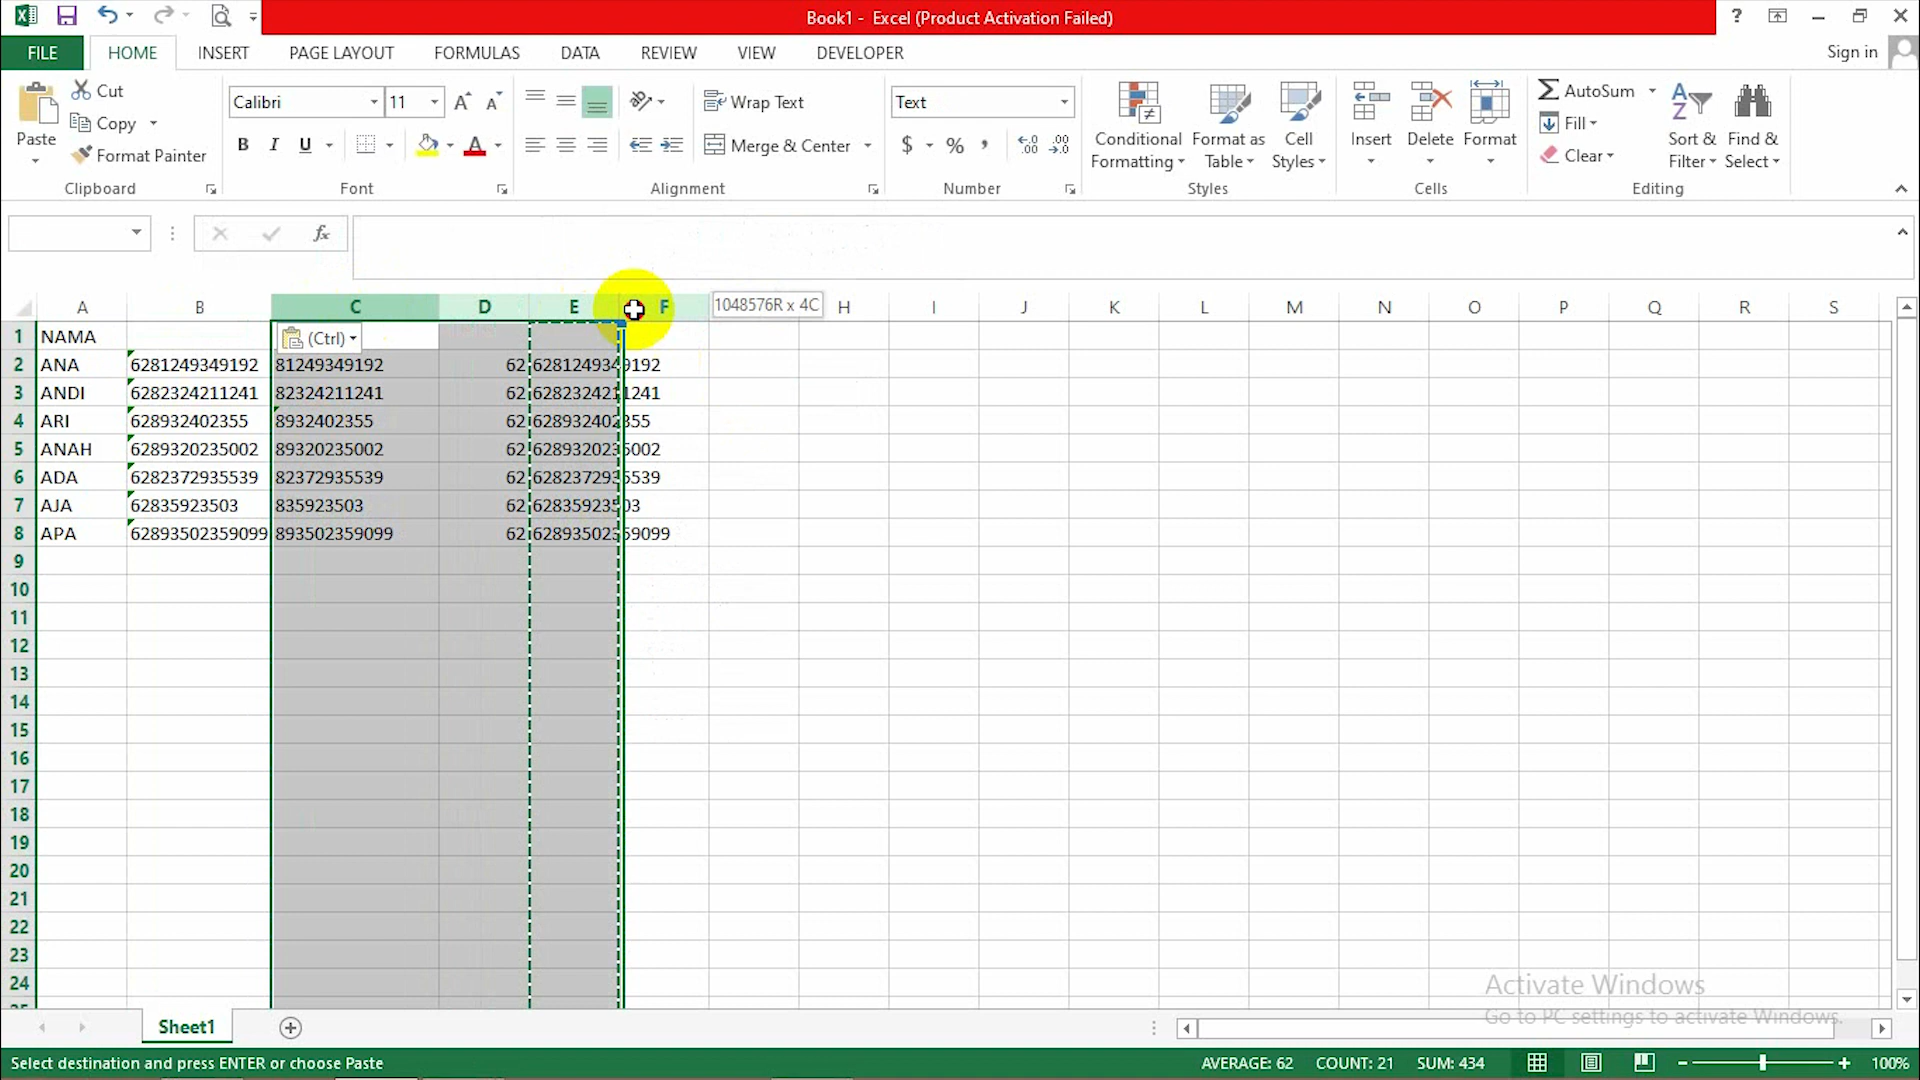 Book1 - Excel (Product Activation Failed)
?
FILE HOME INSERT PAGE LAYOUT FORMULAS DATA REVIEW VIEW DEVELOPER Sign in
Paste
Cut
Copy
Format Painter
Clipboard
Calibri 11
B I U A
Font
Wrap Text
Merge & Center
Alignment
Text
$ % ,
Number
Conditional Formatting
Format as Table
Cell Styles
Styles
Insert Delete Format
Cells
AutoSum
Fill
Clear
Sort & Filter
Find & Select
Editing
fx
A B C D E F 1048576R x 4C H I J K L M N O P Q R S
1 NAMA (Ctrl)
2 ANA 6281249349192 81249349192 62 6281249349192
3 ANDI 6282324211241 82324211241 62 6282324211241
4 ARI 628932402355 8932402355 62 628932402355
5 ANAH 6289320235002 89320235002 62 6289320235002
6 ADA 6282372935539 82372935539 62 6282372935539
7 AJA 62835923503 835923503 62 62835923503
8 APA 62893502359099 893502359099 62 62893502359099
9
10
11
12
13
14
15
16
17
18
19
20
21
22
23
24
Activate Windows
Go to PC settings to activate Windows.
Sheet1
Select destination and press ENTER or choose Paste AVERAGE: 62 COUNT: 21 SUM: 434 100%